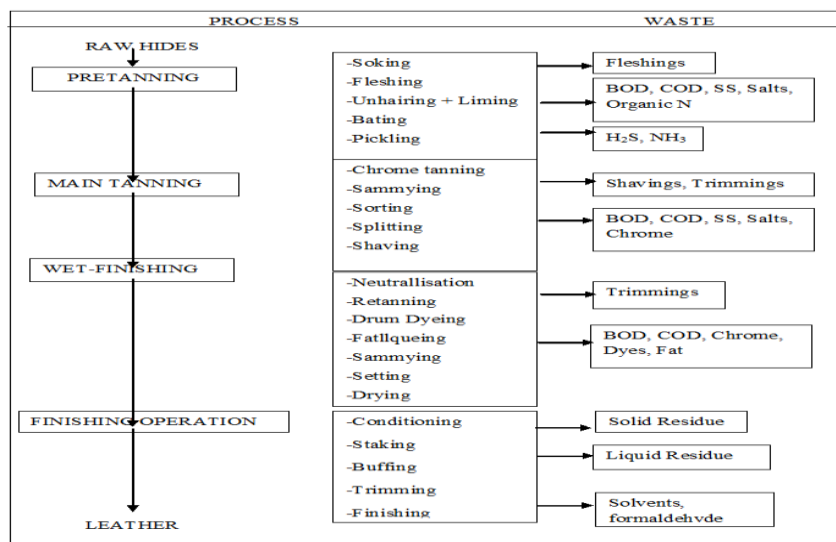 PROCESS WASTE
RAW HIDES
PRETANNING
-Soking
-Fleshing
-Unhairing + Liming
-Bating
-Pickling
Fleshings
BOD, COD, SS, Salts,
Organic N
H₂S, NH₃
MAIN TANNING
-Chrome tanning
-Sammying
-Sorting
-Splitting
-Shaving
Shavings, Trimmings
BOD, COD, SS, Salts,
Chrome
WET-FINISHING
-Neutrallisation
-Retanning
-Drum Dyeing
-Fatllqueing
-Sammying
-Setting
-Drying
Trimmings
BOD, COD, Chrome,
Dyes, Fat
FINISHING OPERATION
-Conditioning
-Staking
-Buffing
-Trimming
-Finishing
Solid Residue
Liquid Residue
Solvents,
formaldehyde
LEATHER